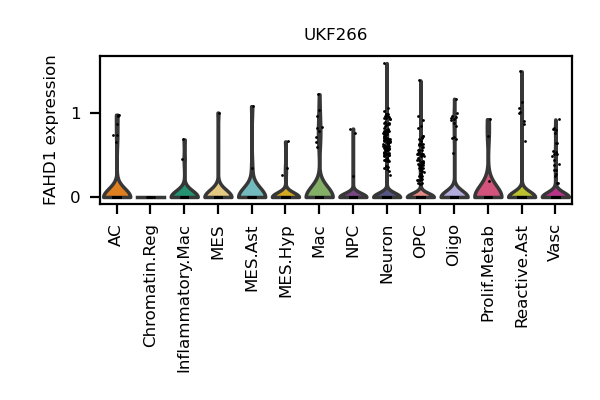 UKF266
FAHD1 expression
1
0
AC
Chromatin.Reg
Inflammatory.Mac
MES
MES.Ast
MES.Hyp
Mac
NPC
Neuron
OPC
Oligo
Prolif.Metab
Reactive.Ast
Vasc